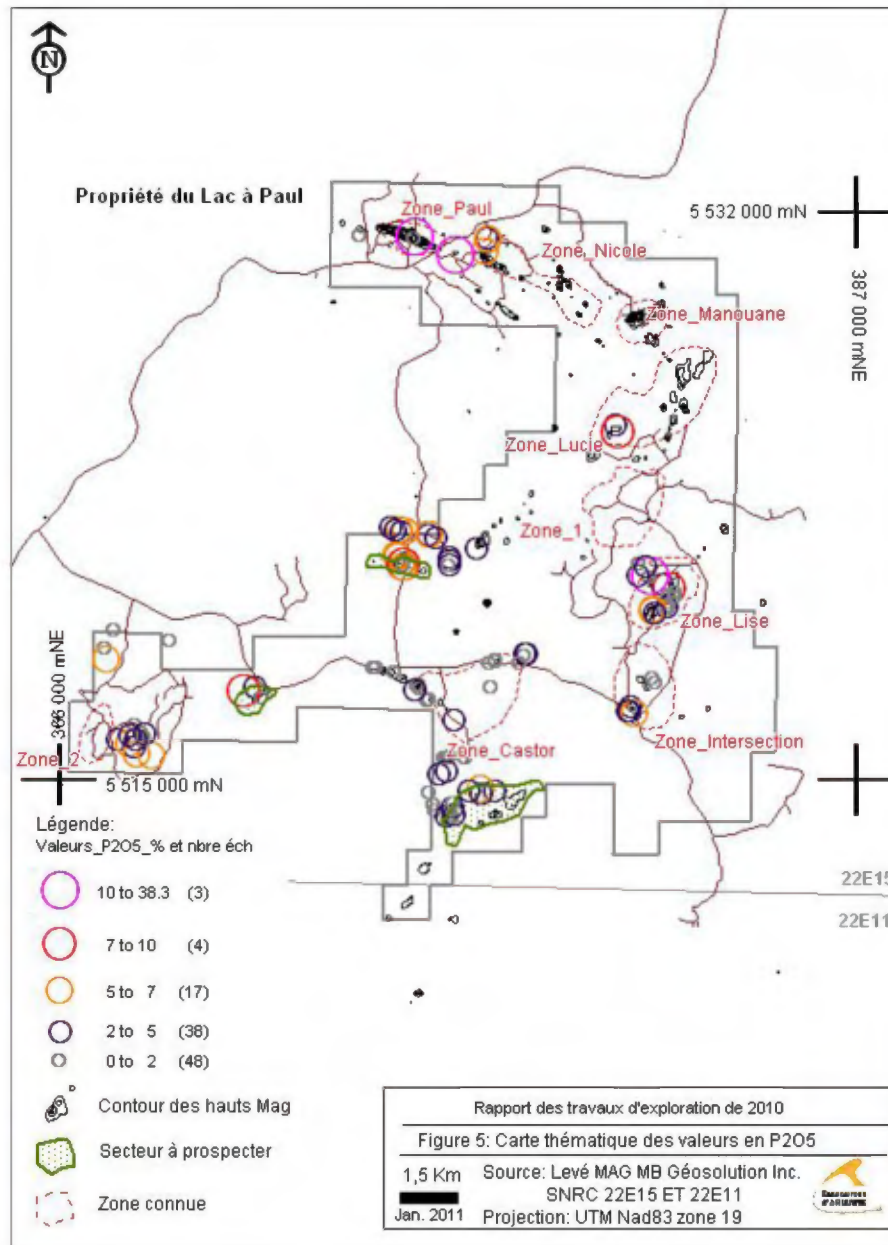 N
Propriété du Lac à Paul
Zone_Paul
5 532 000 mN
Zone_Nicole
387 000 mNE
Zone_Manouane
Zone_Lucie
Zone_1
Zone_Lise
366 000 mNE
Zone_2
Zone_Castor
Zone_Intersection
5 515 000 mN
Légende:
Valeurs_P2O5_% et nbre éch
10 to 38.3 (3)
7 to 10 (4)
5 to 7 (17)
2 to 5 (38)
0 to 2 (48)
Contour des hauts Mag
Secteur à prospecter
Zone connue
22E15
22E11
Rapport des travaux d'exploration de 2010
Figure 5: Carte thématique des valeurs en P2O5
1,5 Km
Jan. 2011
Source: Levé MAG MB Géosolution Inc.
SNRC 22E15 ET 22E11
Projection: UTM Nad83 zone 19